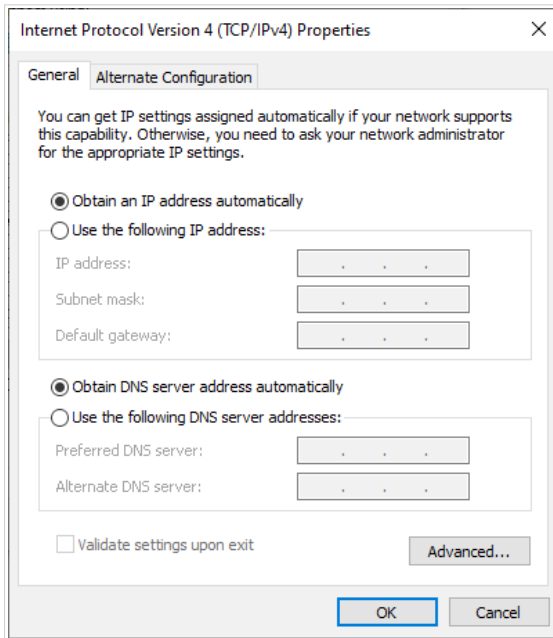 Internet Protocol Version 4 (TCP/IPv4) Properties
General
Alternate Configuration
You can get IP settings assigned automatically if your network supports
this capability. Otherwise, you need to ask your network administrator
for the appropriate IP settings.
Obtain an IP address automatically
Use the following IP address:
IP address:
Subnet mask:
Default gateway:
Obtain DNS server address automatically
Use the following DNS server addresses:
Preferred DNS server:
Alternate DNS server:
Validate settings upon exit
Advanced...
OK
Cancel